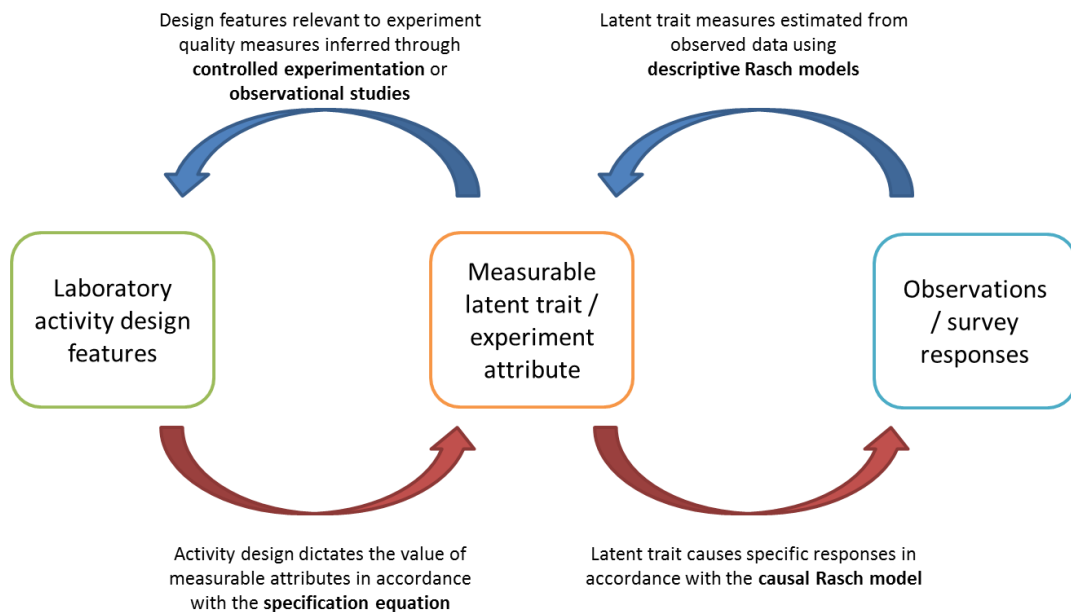 Design features relevant to experiment
quality measures inferred through
controlled experimentation or
observational studies
Latent trait measures estimated from
observed data using
descriptive Rasch models
Laboratory
activity design
features
Measurable
latent trait /
experiment
attribute
Observations
/ survey
responses
Activity design dictates the value of
measurable attributes in accordance
with the specification equation
Latent trait causes specific responses in
accordance with the causal Rasch model